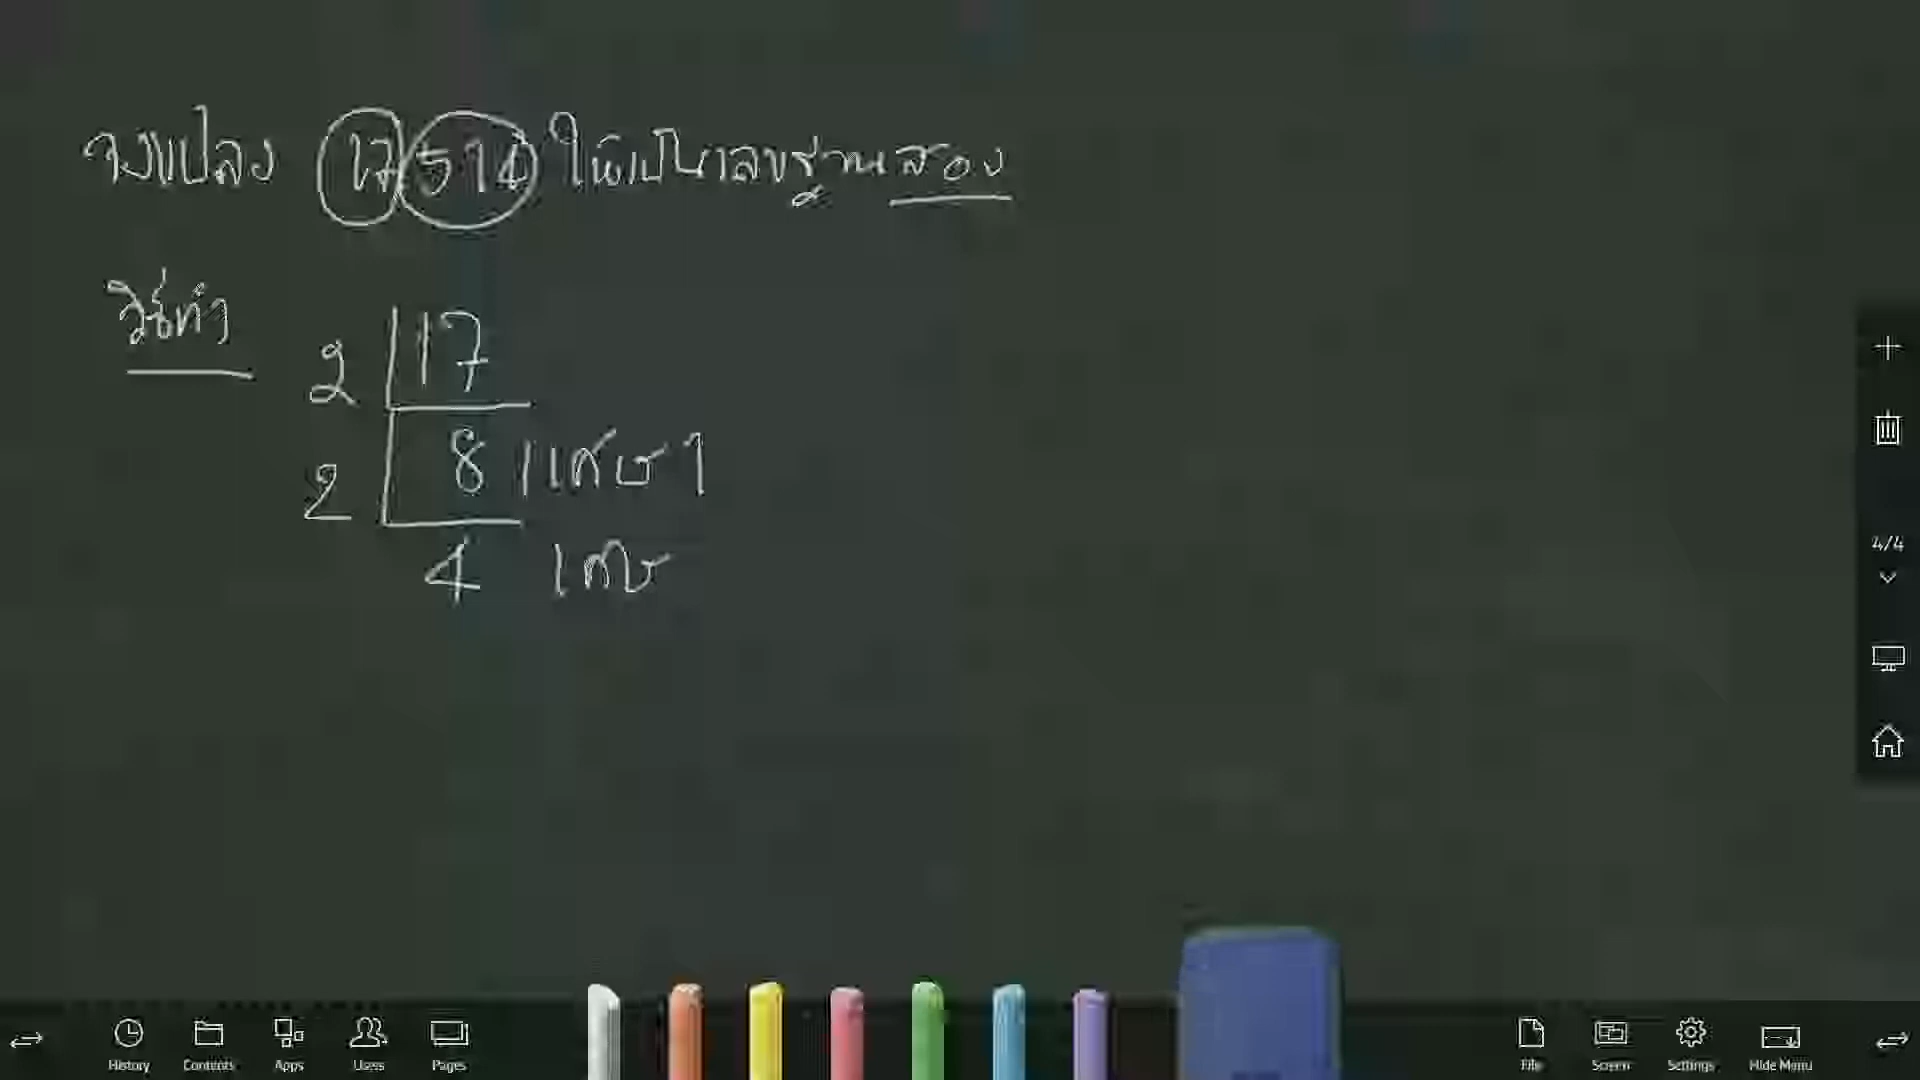 จงแปลง 17.514 ให้เป็นเลขฐานสอง
วิธีทำ
2 17
2 8 เศษ 1
4 เศษ
4/4
History Contents Apps Users Pages File Screen Settings Hide Menu